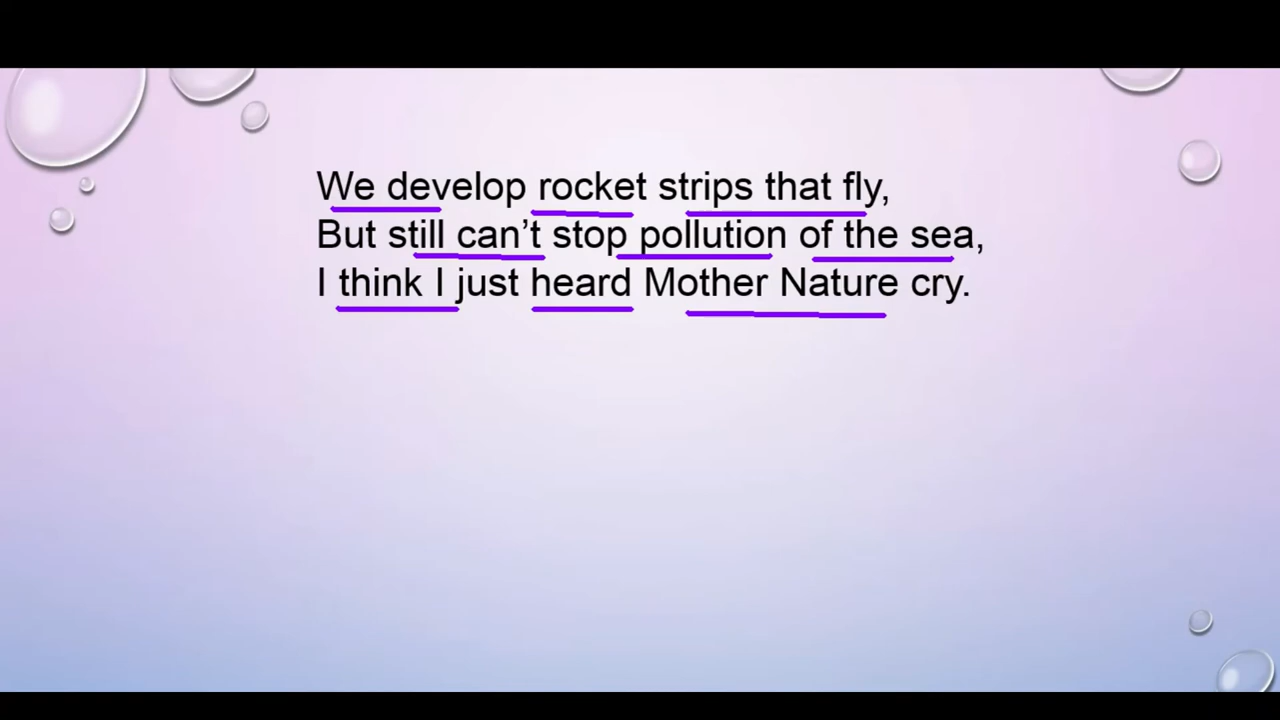 We develop rocket strips that fly,
But still can’t stop pollution of the sea,
I think I just heard Mother Nature cry.